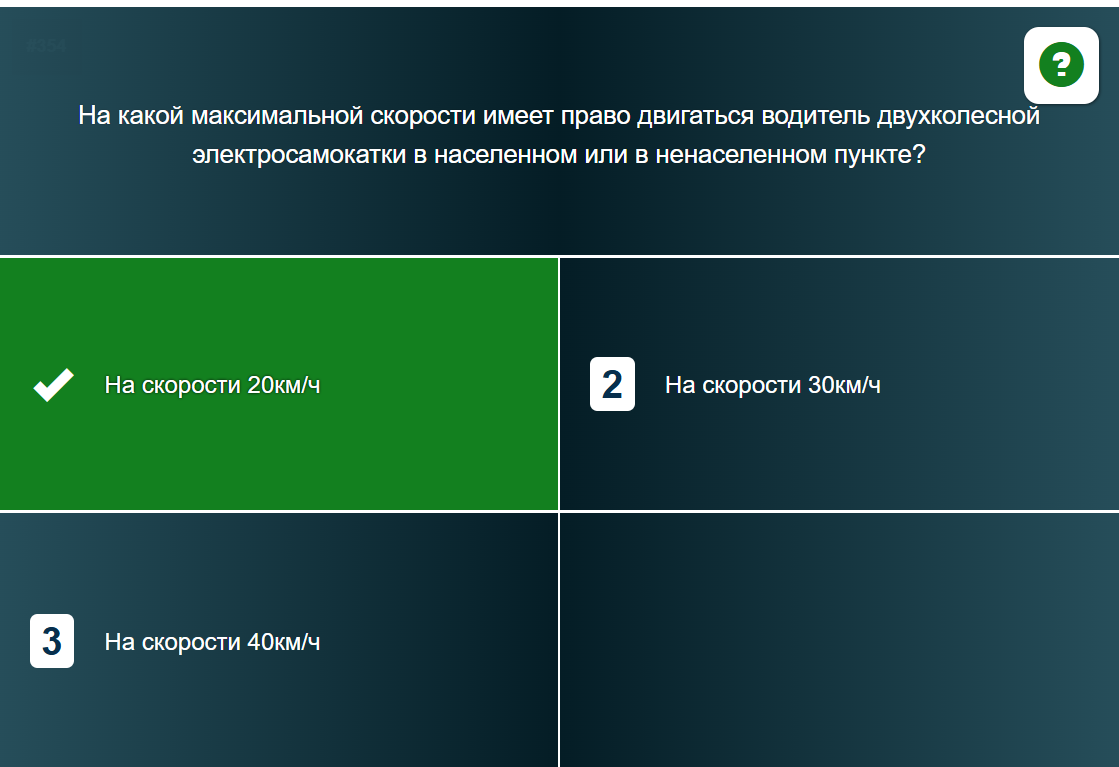 ?
На какой максимальной скорости имеет право двигаться водитель двухколесной
электросамокатки в населенном или в ненаселенном пункте?
На скорости 20км/ч
2 На скорости 30км/ч
3 На скорости 40км/ч